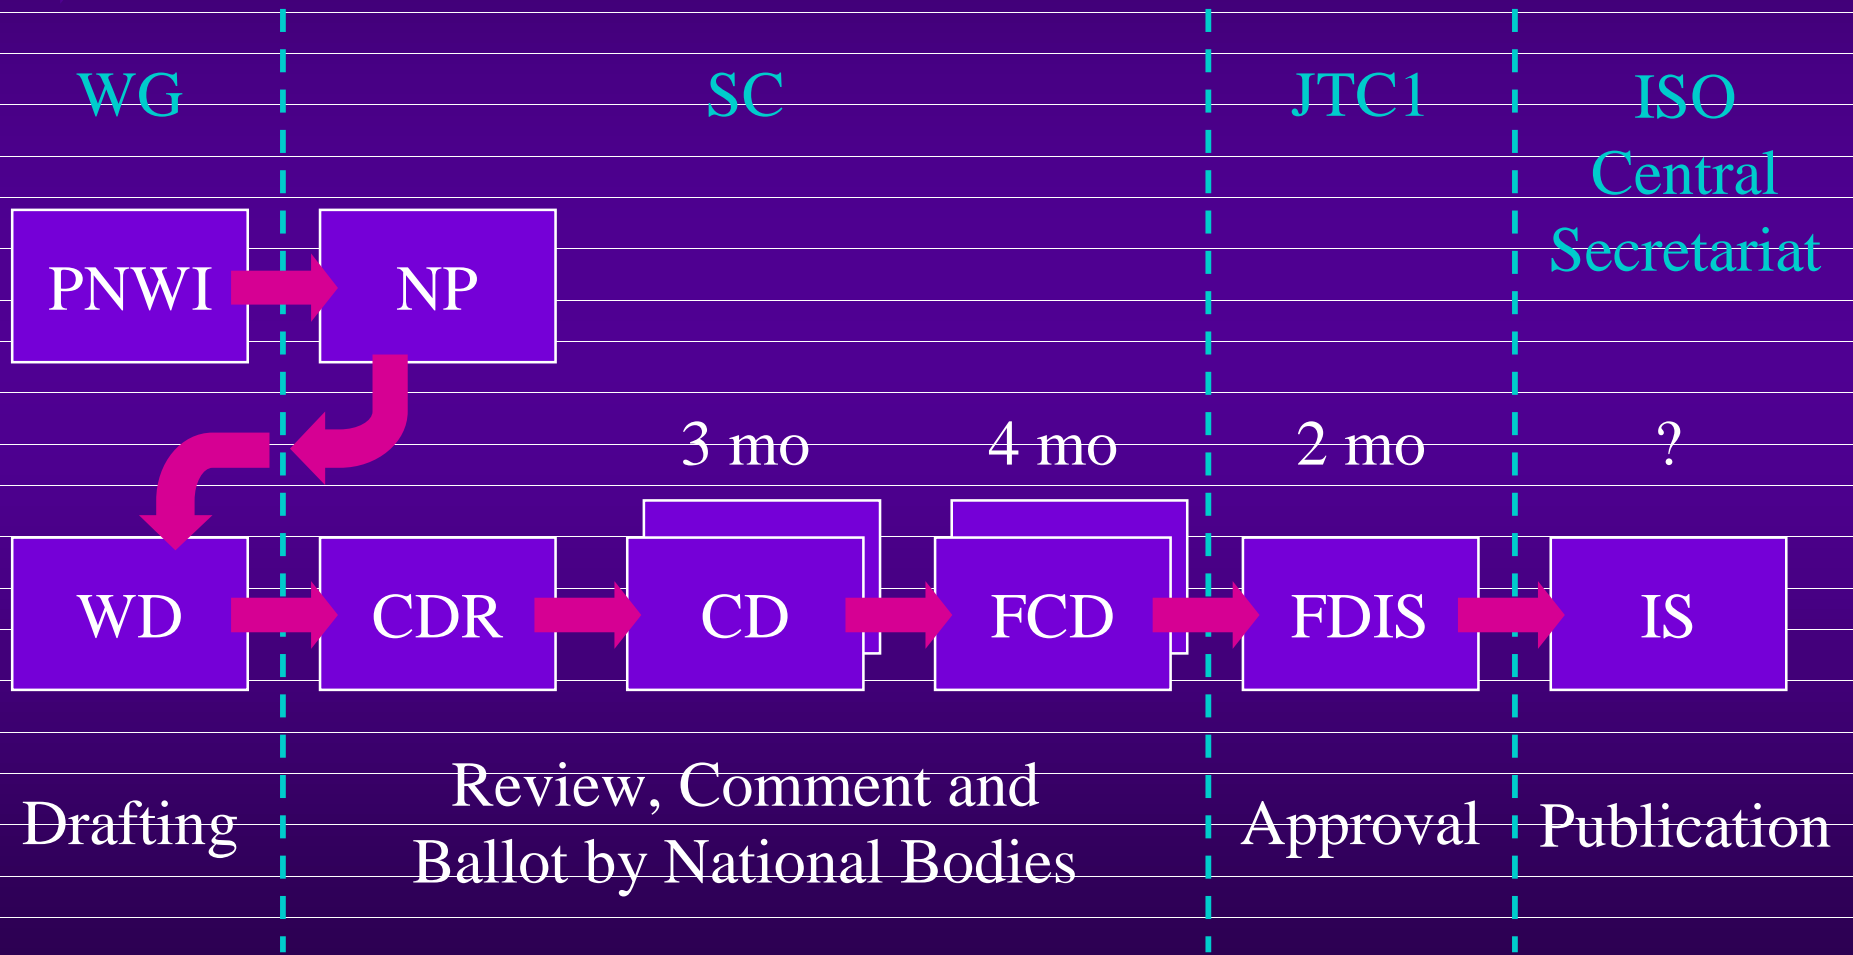 WG
SC
JTC1
ISO
Central
Secretariat
PNWI
NP
3 mo
4 mo
2 mo
?
WD
CDR
CD
FCD
FDIS
IS
Drafting
Review, Comment and
Ballot by National Bodies
Approval
Publication